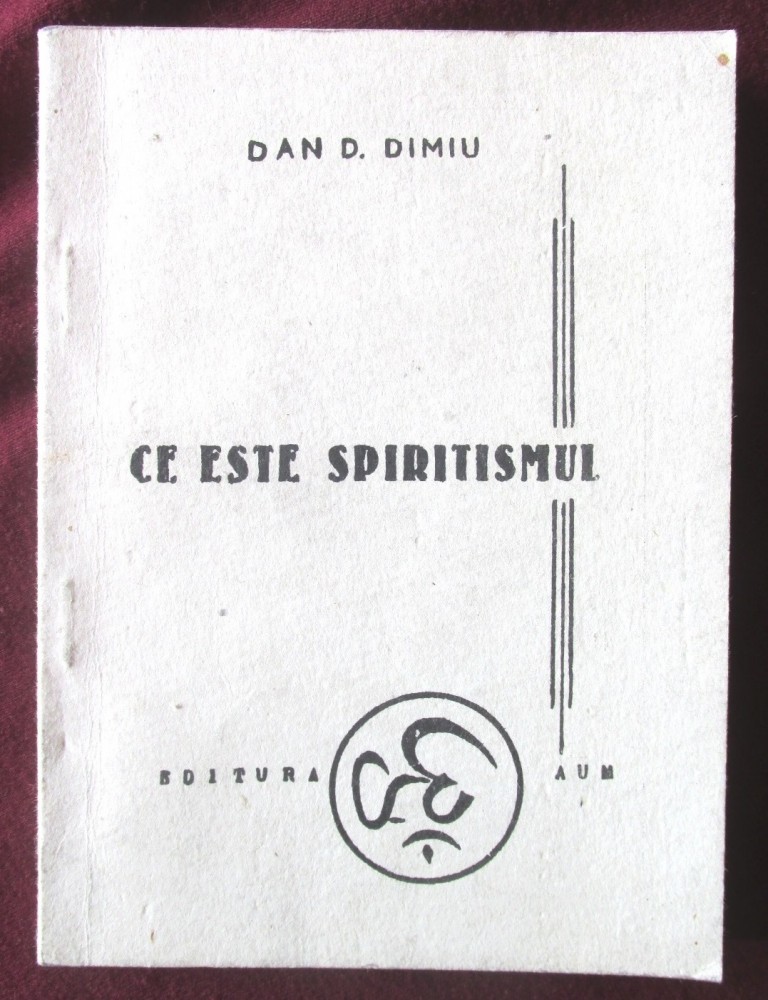 DAN D. DIMIU
CE ESTE SPIRITISMUL
EDITURA AUM